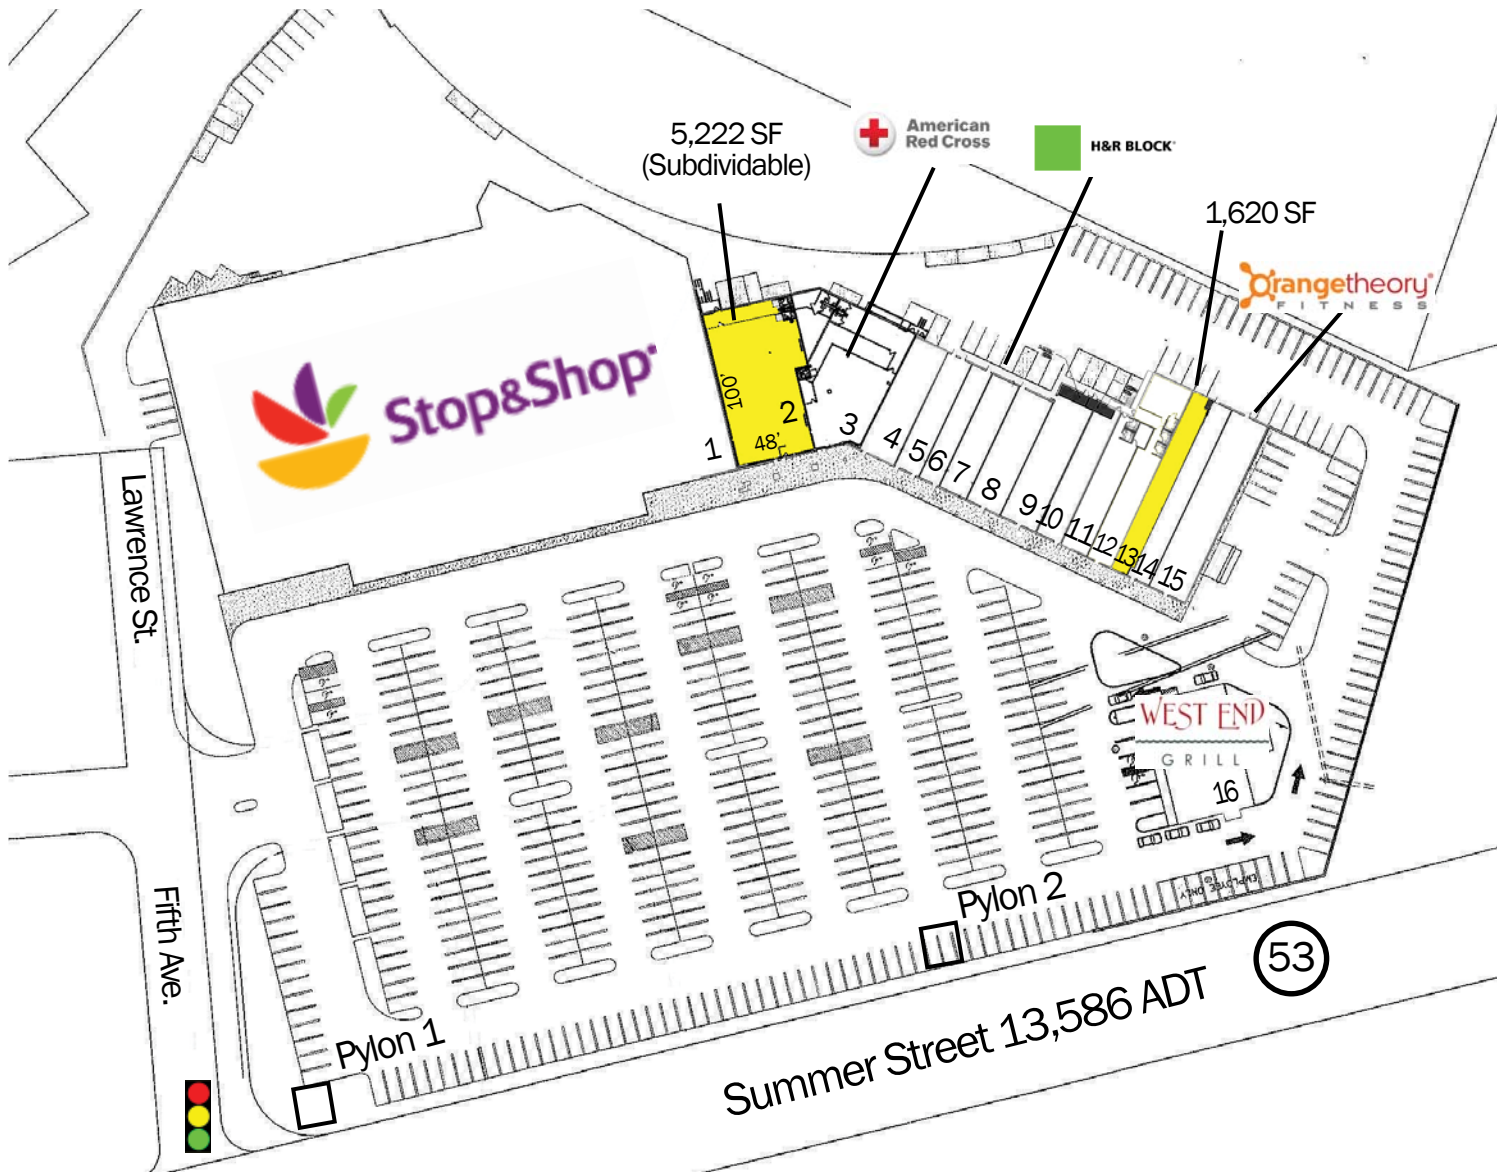 5,222 SF
(Subdividable)
American
Red Cross
H&R BLOCK
1,620 SF
Orangetheory
FITNESS
Stop&Shop
100'
48'
1
2
3
4
5
6
7
8
9
10
11
12
13
14
15
Lawrence St.
WEST END
GRILL
16
EMPLOYEE ONLY
Fifth Ave.
Pylon 2
53
Pylon 1
Summer Street 13,586 ADT